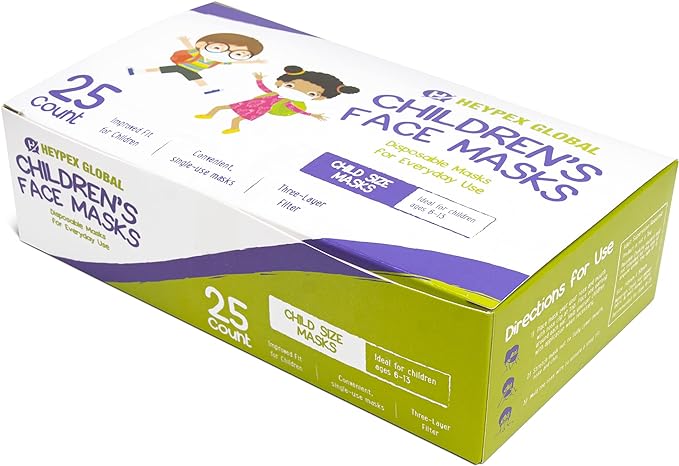 HEYPEX GLOBAL
CHILDREN'S
FACE MASKS
Disposable Masks
For Everyday Use
25
Count
Improved Fit
for Children
Convenient,
single-use masks
Three-Layer
Filter
CHILD SIZE
MASKS
Ideal for children
ages 6-13
HEYPEX GLOBAL
CHILDREN'S
FACE MASKS
Disposable Masks
For Everyday Use
25
Count
CHILD SIZE
MASKS
Ideal for children
ages 6-13
Improved Fit
for Children
Convenient,
single-use masks
Three-Layer
Filter
Directions for Use